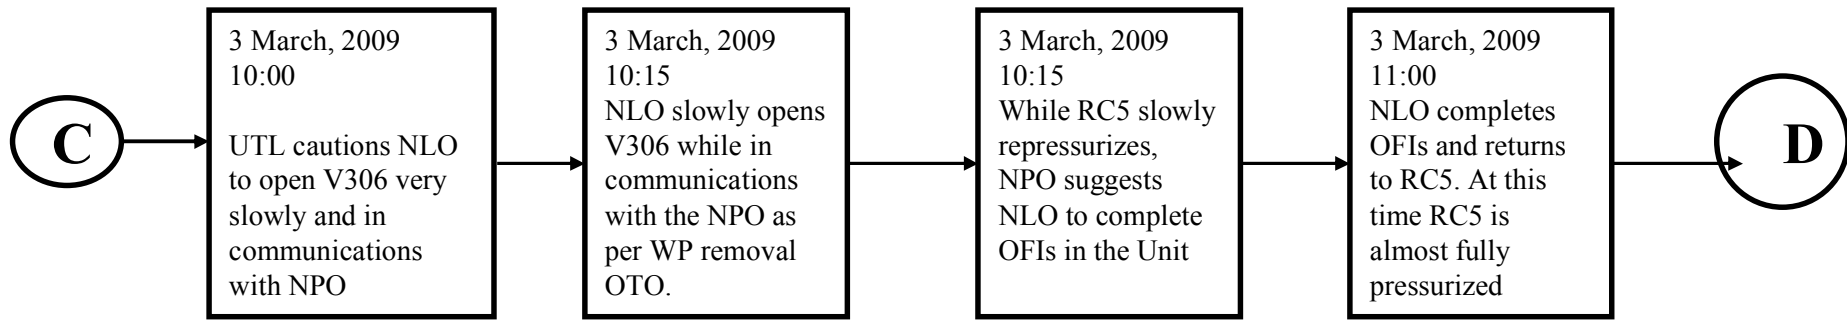 C
3 March, 2009
10:00
UTL cautions NLO
to open V306 very
slowly and in
communications
with NPO
3 March, 2009
10:15
NLO slowly opens
V306 while in
communications
with the NPO as
per WP removal
OTO.
3 March, 2009
10:15
While RC5 slowly
repressurizes,
NPO suggests
NLO to complete
OFIs in the Unit
3 March, 2009
11:00
NLO completes
OFIs and returns
to RC5. At this
time RC5 is
almost fully
pressurized
D